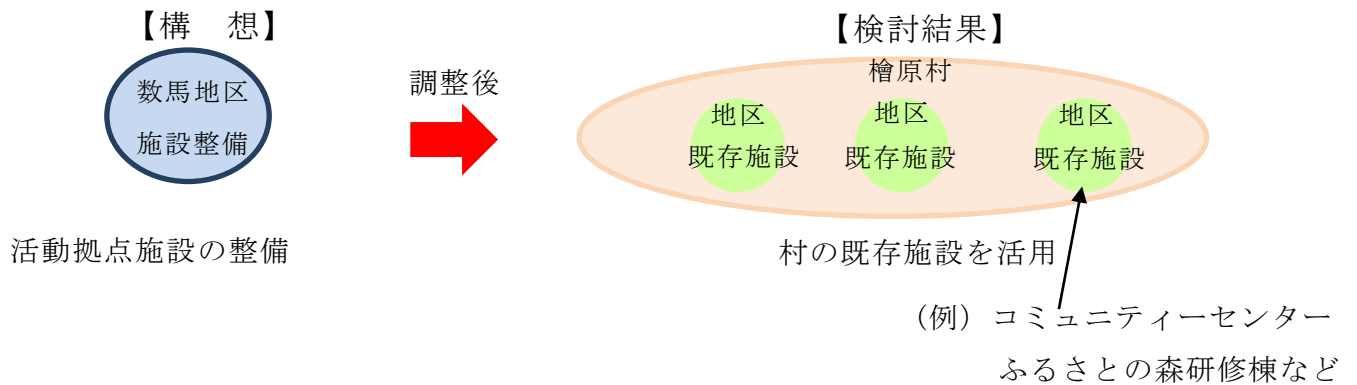 【構　想】
数馬地区
施設整備
活動拠点施設の整備
調整後
【検討結果】
檜原村
地区
既存施設
地区
既存施設
地区
既存施設
村の既存施設を活用
（例）コミュニティーセンター
ふるさとの森研修棟など